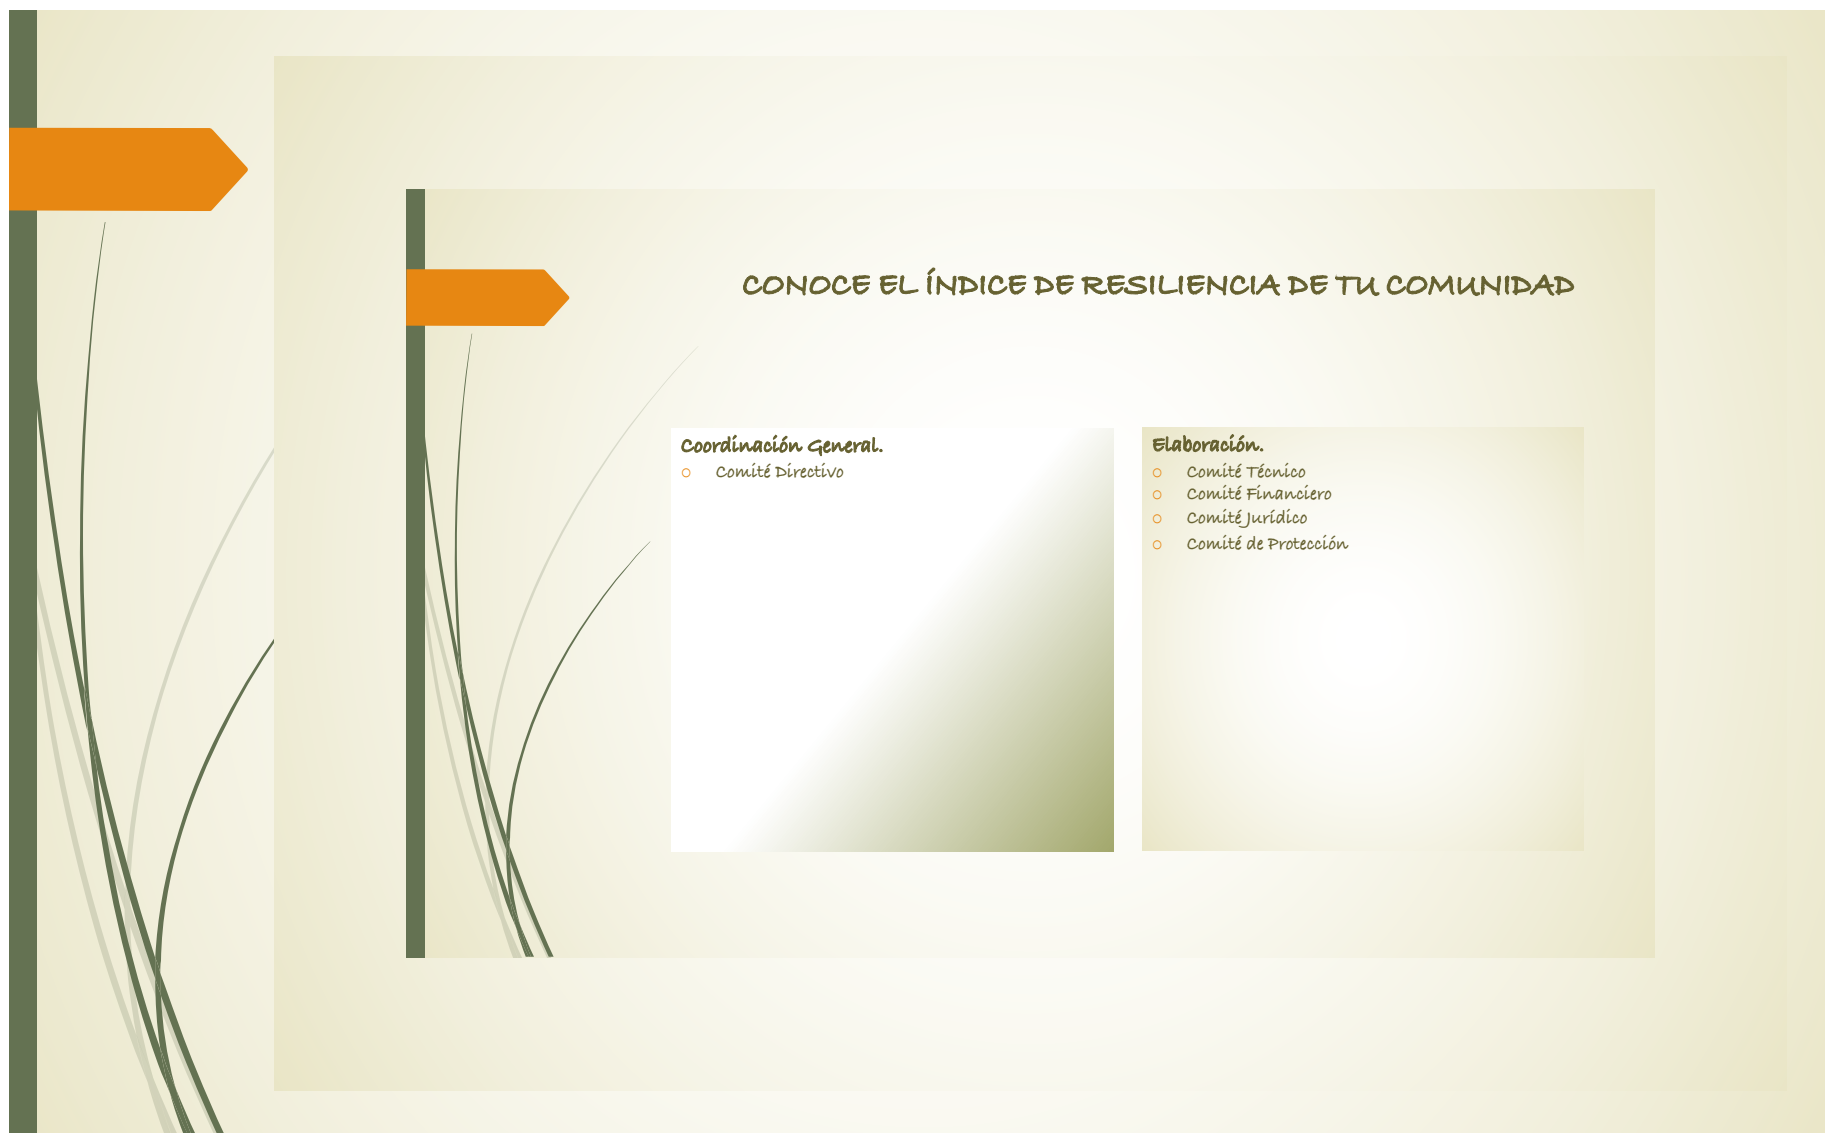 CONOCE EL ÍNDICE DE RESILIENCIA DE TU COMUNIDAD
Coordinación General.
Comité Directivo
Elaboración.
Comité Técnico
Comité Financiero
Comité Jurídico
Comité de Protección